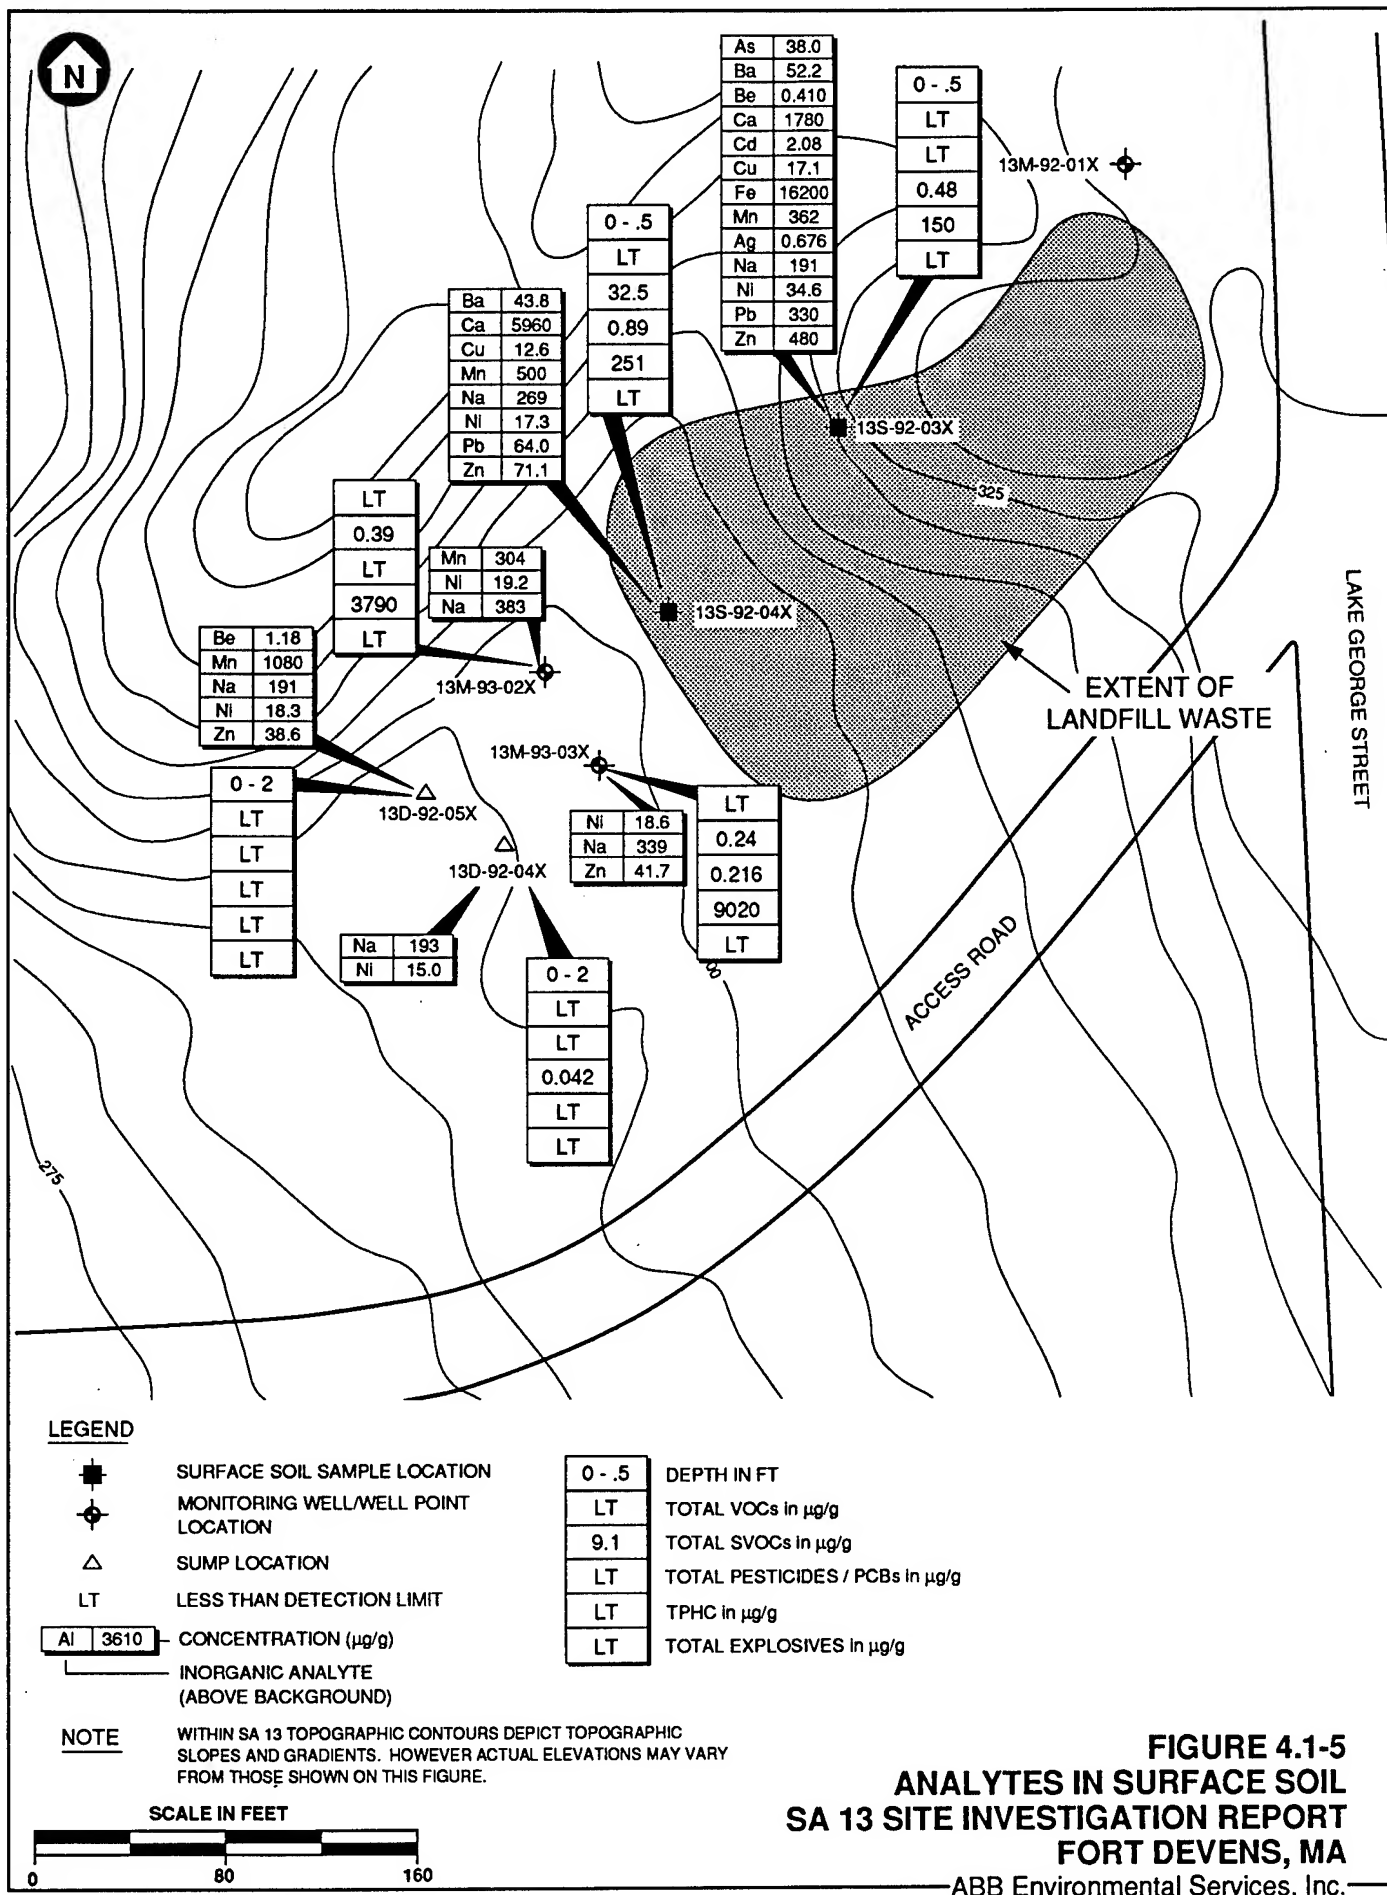 N
As 38.0
Ba 52.2
Be 0.410
Ca 1780
Cd 2.08
Cu 17.1
Fe 16200
Mn 362
Ag 0.676
Na 191
Ni 34.6
Pb 330
Zn 480
0 - .5
LT
LT
0.48
150
LT
13M-92-01X
0 - .5
LT
32.5
0.89
251
LT
Ba 43.8
Ca 5960
Cu 12.6
Mn 500
Na 269
Ni 17.3
Pb 64.0
Zn 71.1
13S-92-03X
325
LT
0.39
LT
3790
LT
Mn 304
Ni 19.2
Na 383
13S-92-04X
13M-93-02X
Be 1.18
Mn 1080
Na 191
Ni 18.3
Zn 38.6
EXTENT OF
LANDFILL WASTE
LAKE GEORGE STREET
13M-93-03X
0 - 2
LT
LT
LT
LT
LT
13D-92-05X
13D-92-04X
Ni 18.6
Na 339
Zn 41.7
LT
0.24
0.216
9020
LT
Na 193
Ni 15.0
0 - 2
LT
LT
0.042
LT
LT
00
ACCESS ROAD
275
LEGEND
SURFACE SOIL SAMPLE LOCATION
MONITORING WELL/WELL POINT
LOCATION
SUMP LOCATION
LT LESS THAN DETECTION LIMIT
Al 3610 CONCENTRATION (µg/g)
INORGANIC ANALYTE
(ABOVE BACKGROUND)
0 - .5 DEPTH IN FT
LT TOTAL VOCs in µg/g
9.1 TOTAL SVOCs in µg/g
LT TOTAL PESTICIDES / PCBs in µg/g
LT TPHC in µg/g
LT TOTAL EXPLOSIVES in µg/g
NOTE WITHIN SA 13 TOPOGRAPHIC CONTOURS DEPICT TOPOGRAPHIC
SLOPES AND GRADIENTS. HOWEVER ACTUAL ELEVATIONS MAY VARY
FROM THOSE SHOWN ON THIS FIGURE.
SCALE IN FEET
0 80 160
FIGURE 4.1-5
ANALYTES IN SURFACE SOIL
SA 13 SITE INVESTIGATION REPORT
FORT DEVENS, MA
ABB Environmental Services, Inc.